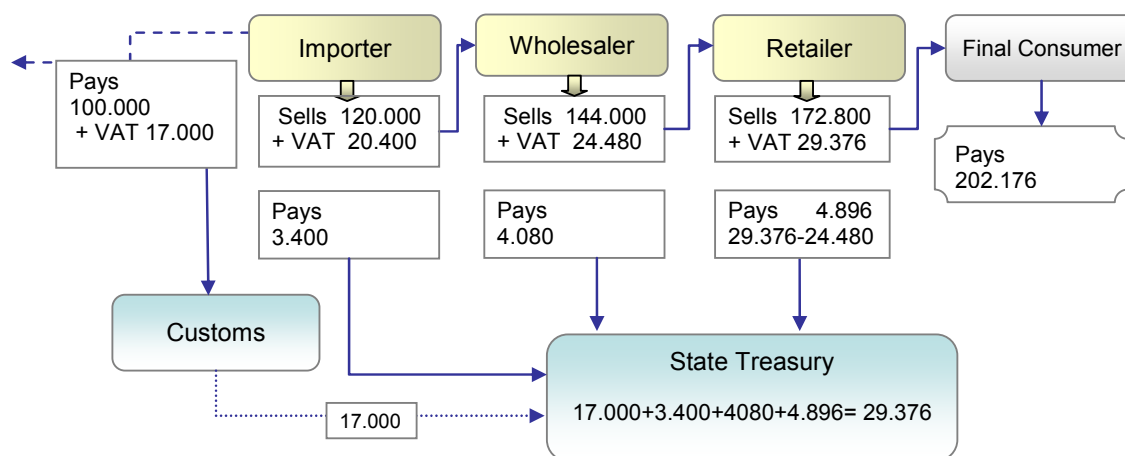 Importer
Wholesaler
Retailer
Final Consumer
Pays
100.000
+ VAT 17.000
Sells 120.000
+ VAT 20.400
Sells 144.000
+ VAT 24.480
Sells 172.800
+ VAT 29.376
Pays
202.176
Pays
3.400
Pays
4.080
Pays 4.896
29.376-24.480
Customs
State Treasury
17.000+3.400+4080+4.896= 29.376
17.000